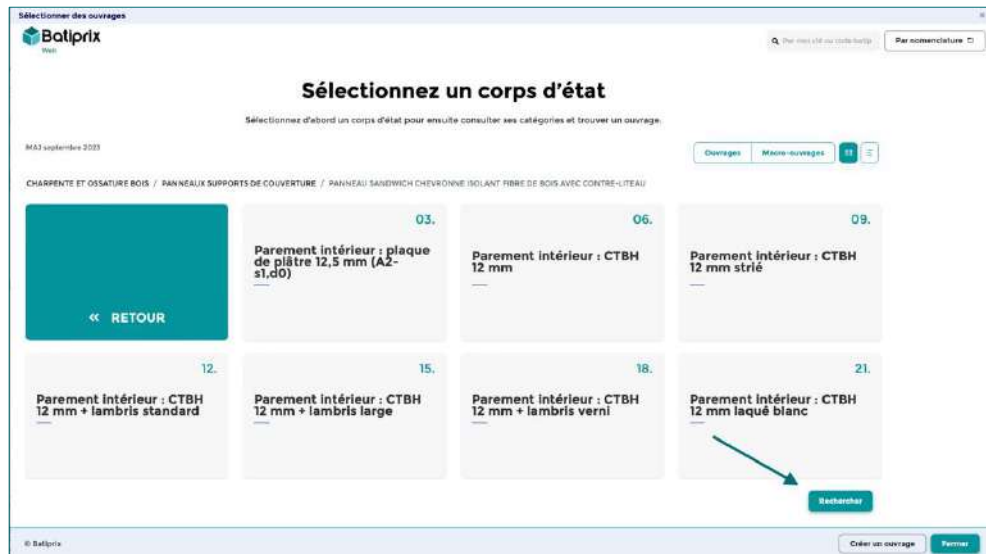 Sélectionner des ouvrages
Batiprix
Web
Par nomenclature
Sélectionnez un corps d'état
Sélectionnez d'abord un corps d'état pour ensuite consulter ses catégories et trouver un ouvrage.
MAJ septembre 2023
Ouvrages
Macro-ouvrages
CHARPENTE ET OSSATURE BOIS / PANNEAUX SUPPORTS DE COUVERTURE / PANNEAU SANDWICH CHEVRONNE ISOLANT FIBRE DE BOIS AVEC CONTRE-LITEAU
« RETOUR
03.
Parement intérieur : plaque
de plâtre 12,5 mm (A2-
s1,d0)
06.
Parement intérieur : CTBH
12 mm
09.
Parement intérieur : CTBH
12 mm strié
12.
Parement intérieur : CTBH
12 mm + lambris standard
15.
Parement intérieur : CTBH
12 mm + lambris large
18.
Parement intérieur : CTBH
12 mm + lambris verni
21.
Parement intérieur : CTBH
12 mm laqué blanc
Rechercher
© Batiprix
Créer un ouvrage
Fermer